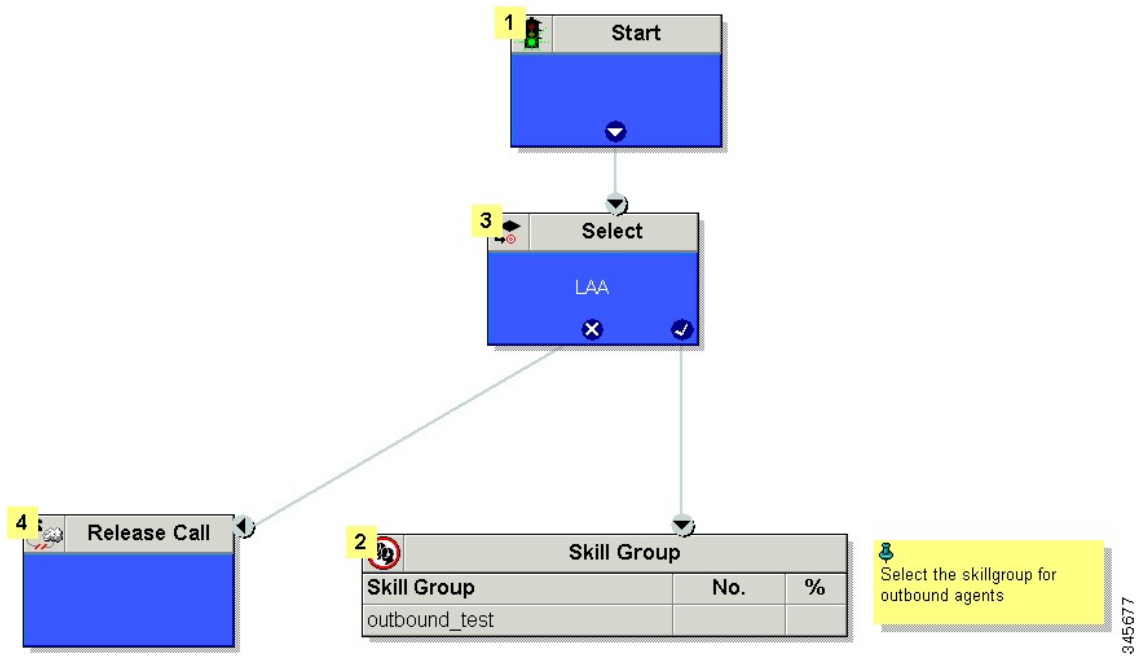 1
Start
3
Select
LAA
4
Release Call
2
Skill Group
Skill Group No. %
outbound_test
Select the skillgroup for
outbound agents
345677